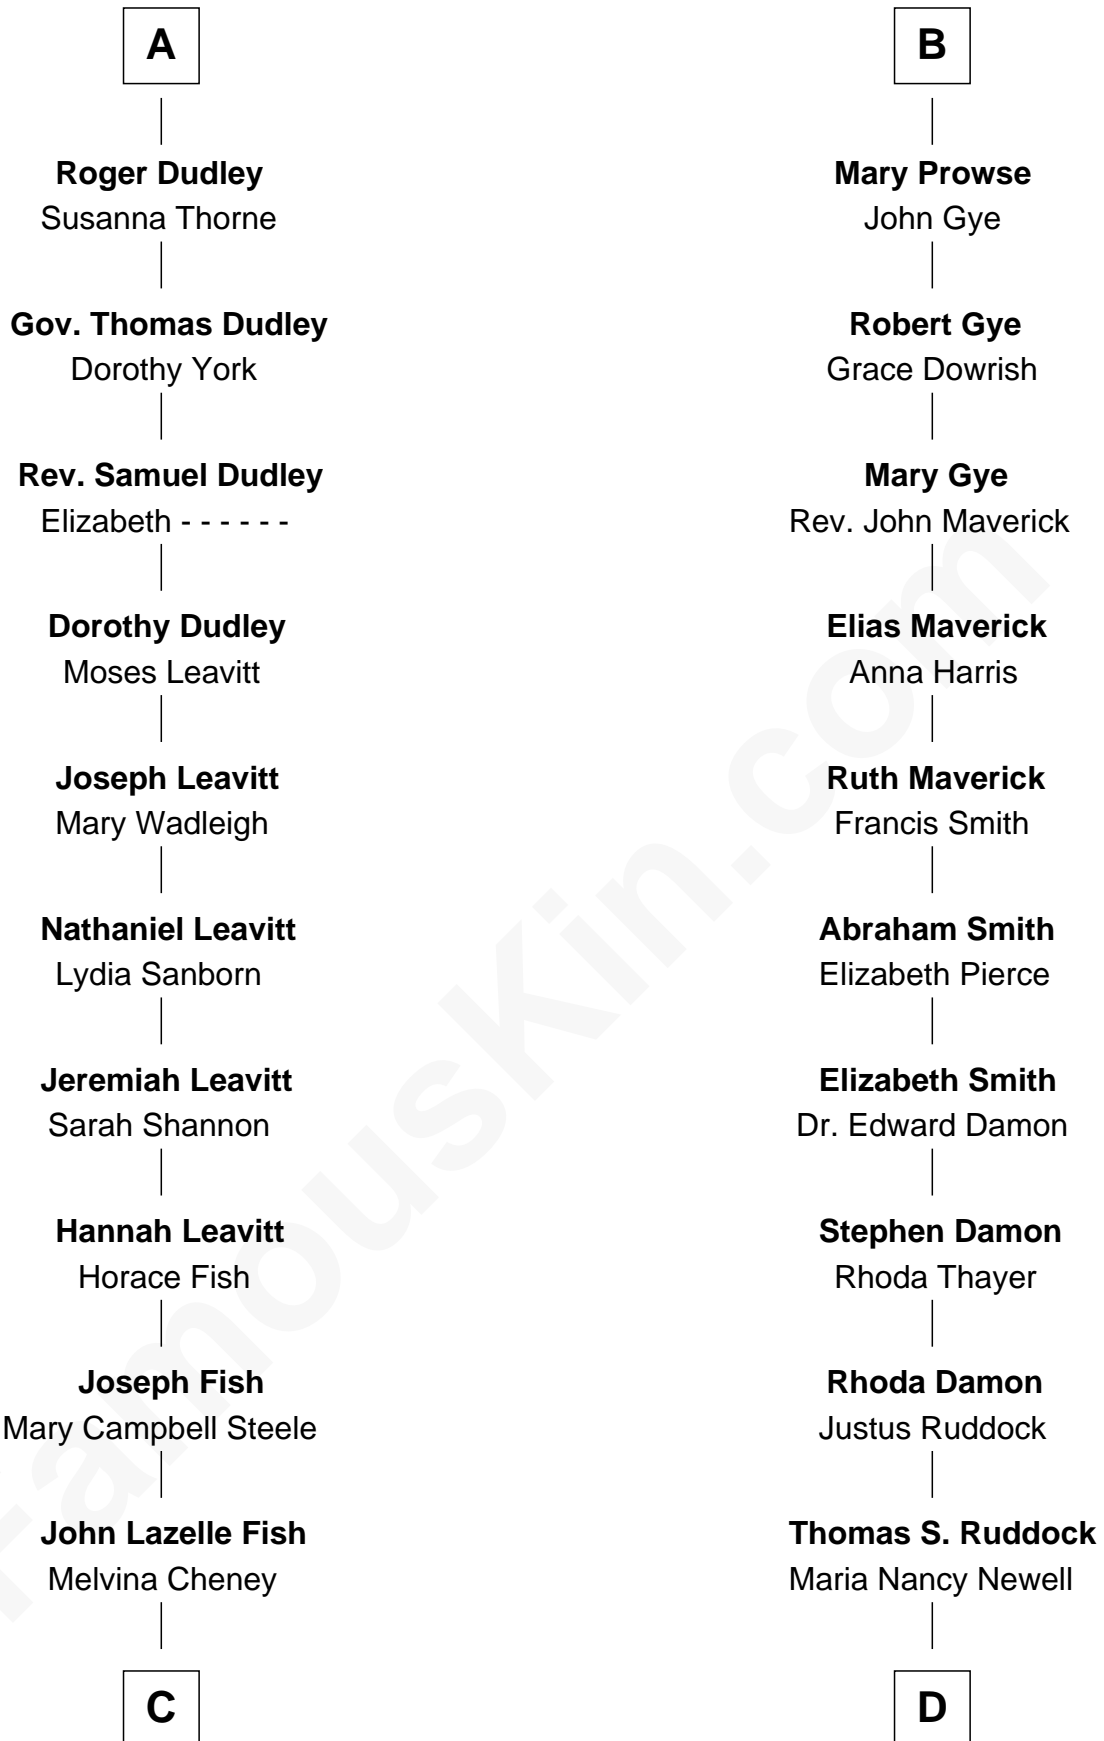 A
Roger Dudley
Susanna Thorne
Gov. Thomas Dudley
Dorothy York
Rev. Samuel Dudley
Elizabeth - - - - - -
Dorothy Dudley
Moses Leavitt
Joseph Leavitt
Mary Wadleigh
Nathaniel Leavitt
Lydia Sanborn
Jeremiah Leavitt
Sarah Shannon
Hannah Leavitt
Horace Fish
Joseph Fish
Mary Campbell Steele
John Lazelle Fish
Melvina Cheney
C
B
Mary Prowse
John Gye
Robert Gye
Grace Dowrish
Mary Gye
Rev. John Maverick
Elias Maverick
Anna Harris
Ruth Maverick
Francis Smith
Abraham Smith
Elizabeth Pierce
Elizabeth Smith
Dr. Edward Damon
Stephen Damon
Rhoda Thayer
Rhoda Damon
Justus Ruddock
Thomas S. Ruddock
Maria Nancy Newell
D
FamousKin.com